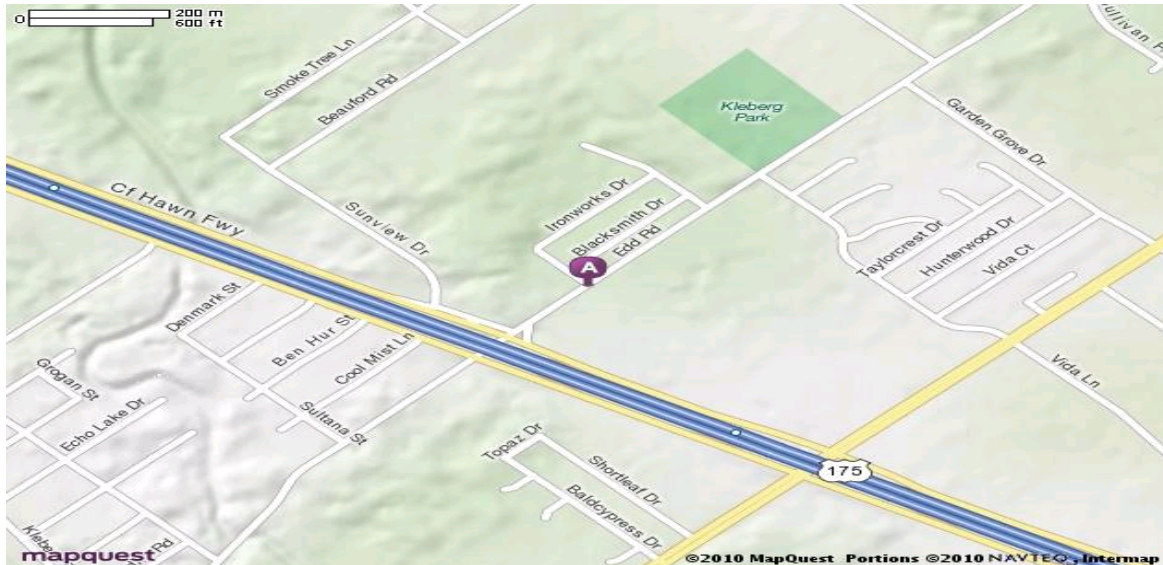 0
200 m
600 ft
Smoke Tree Ln
Beauford Rd
Kleberg
Park
Garden Grove Dr
Cf Hawn Fwy
Sunview Dr
Ironworks Dr
Blacksmith Dr
Edd Rd
A
Taylorcrest Dr
Hunterwood Dr
Vida Ct
Denmark St
Ben Hur St
Cool Mist Ln
Grogan St
Echo Lake Dr
Sultana St
Vida Ln
Topaz Dr
Shortleaf Dr
Baldcypress Dr
175
Rd
mapquest
©2010 MapQuest Portions ©2010 NAVTEQ, Intermap